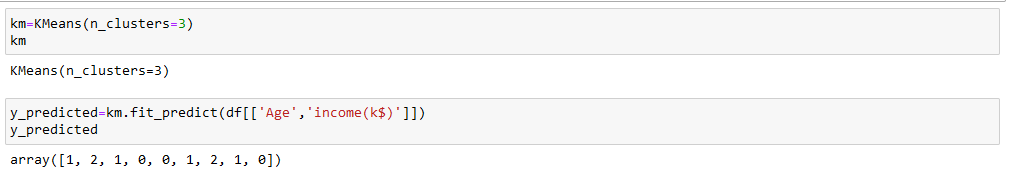 km=KMeans(n_clusters=3)
km
KMeans(n_clusters=3)
y_predicted=km.fit_predict(df[['Age','income(k$)']])
y_predicted
array([1, 2, 1, 0, 0, 1, 2, 1, 0])